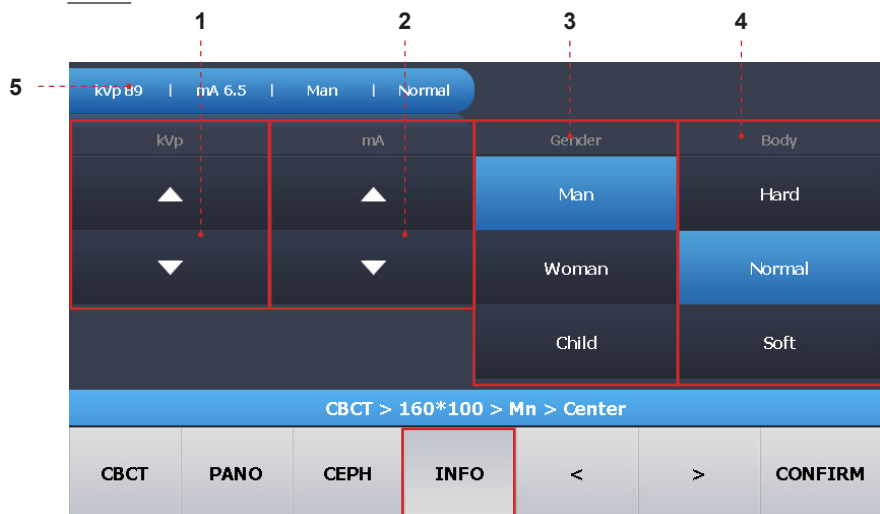 1 2 3 4
5
kVp 89 | mA 6.5 | Man | Normal
kVp mA Gender Body
Man Hard
Woman Normal
Child Soft
CBCT > 160*100 > Mn > Center
CBCT PANO CEPH INFO < > CONFIRM